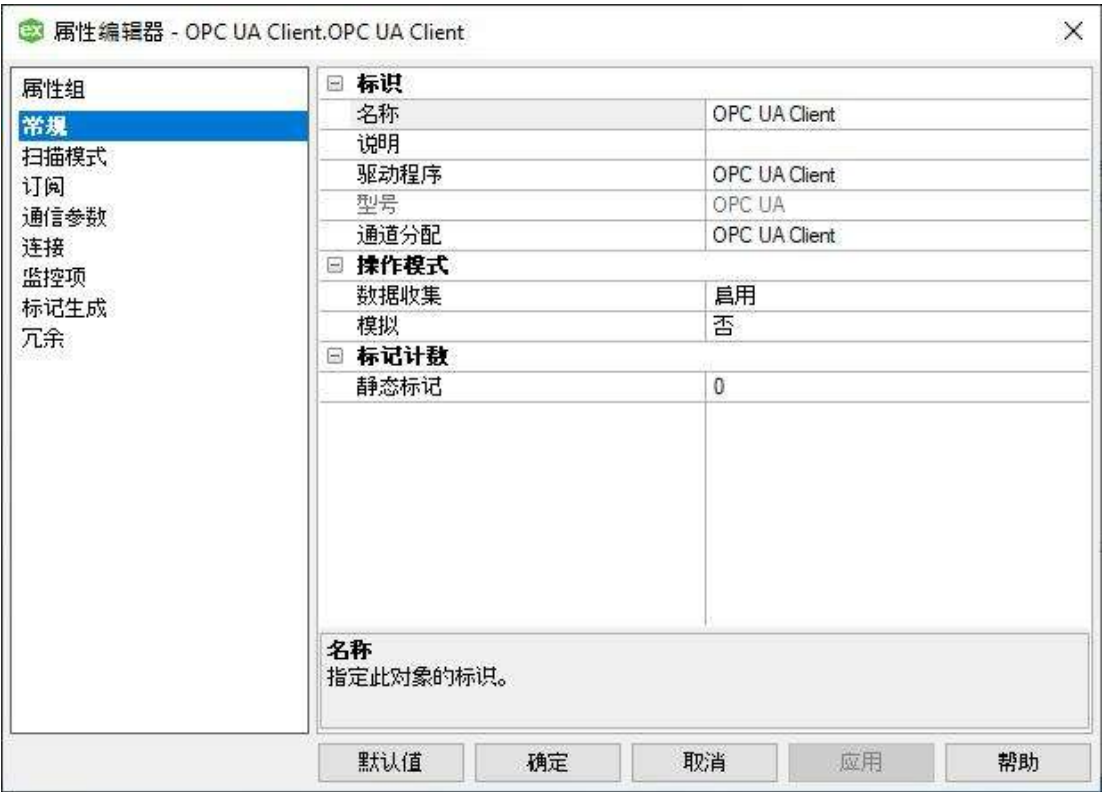 属性编辑器 - OPC UA Client.OPC UA Client
属性组
常规
扫描模式
订阅
通信参数
连接
监控项
标记生成
冗余
标识
名称 OPC UA Client
说明
驱动程序 OPC UA Client
型号 OPC UA
通道分配 OPC UA Client
操作模式
数据收集 启用
模拟 否
标记计数
静态标记 0
名称
指定此对象的标识。
默认值 确定 取消 应用 帮助